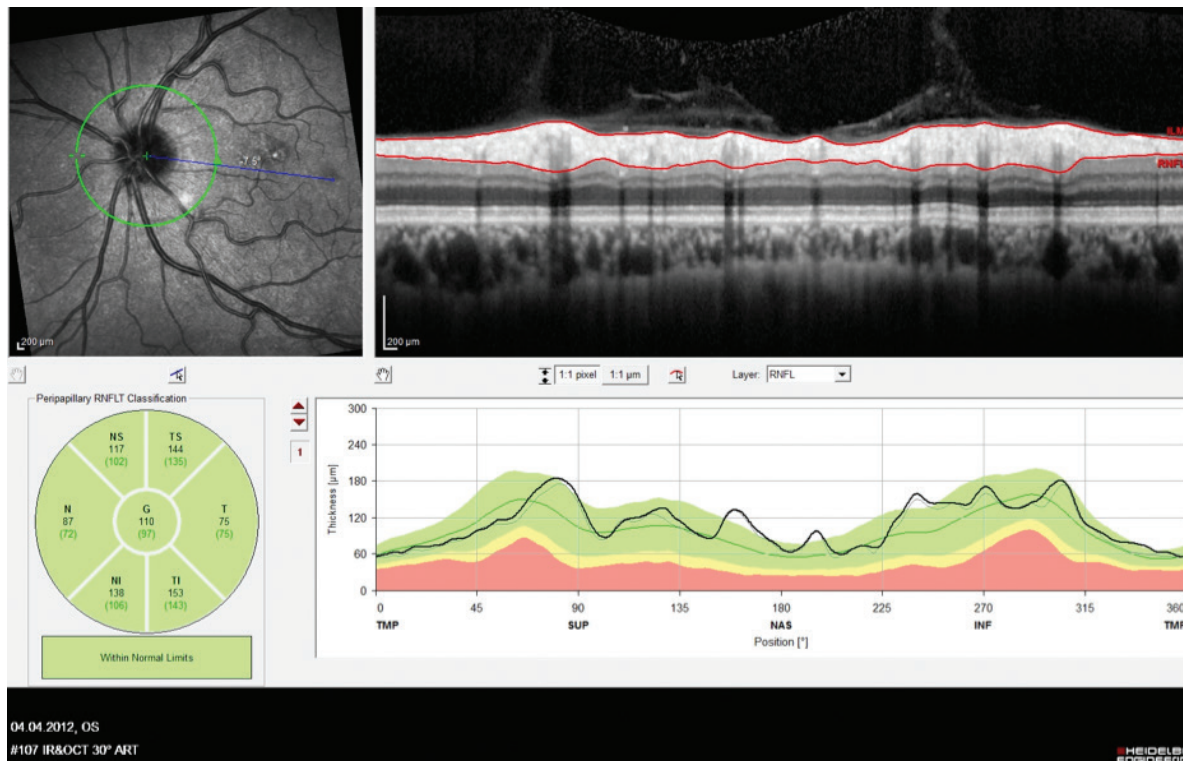 -7.5°
200 µm
ILM
RNFL
200 µm
1:1 pixel 1:1 µm Layer: RNFL
Peripapillary RNFLT Classification
NS
117
(102)
TS
144
(135)
N
87
(72)
G
110
(97)
T
75
(75)
NI
138
(106)
TI
153
(143)
Within Normal Limits
1
Thickness [µm]
300
240
180
120
60
0
0 45 90 135 180 225 270 315 360
TMP SUP NAS INF TMP
Position [°]
04.04.2012, OS
#107 IR&OCT 30° ART
HEIDELB
ENGINEERIN